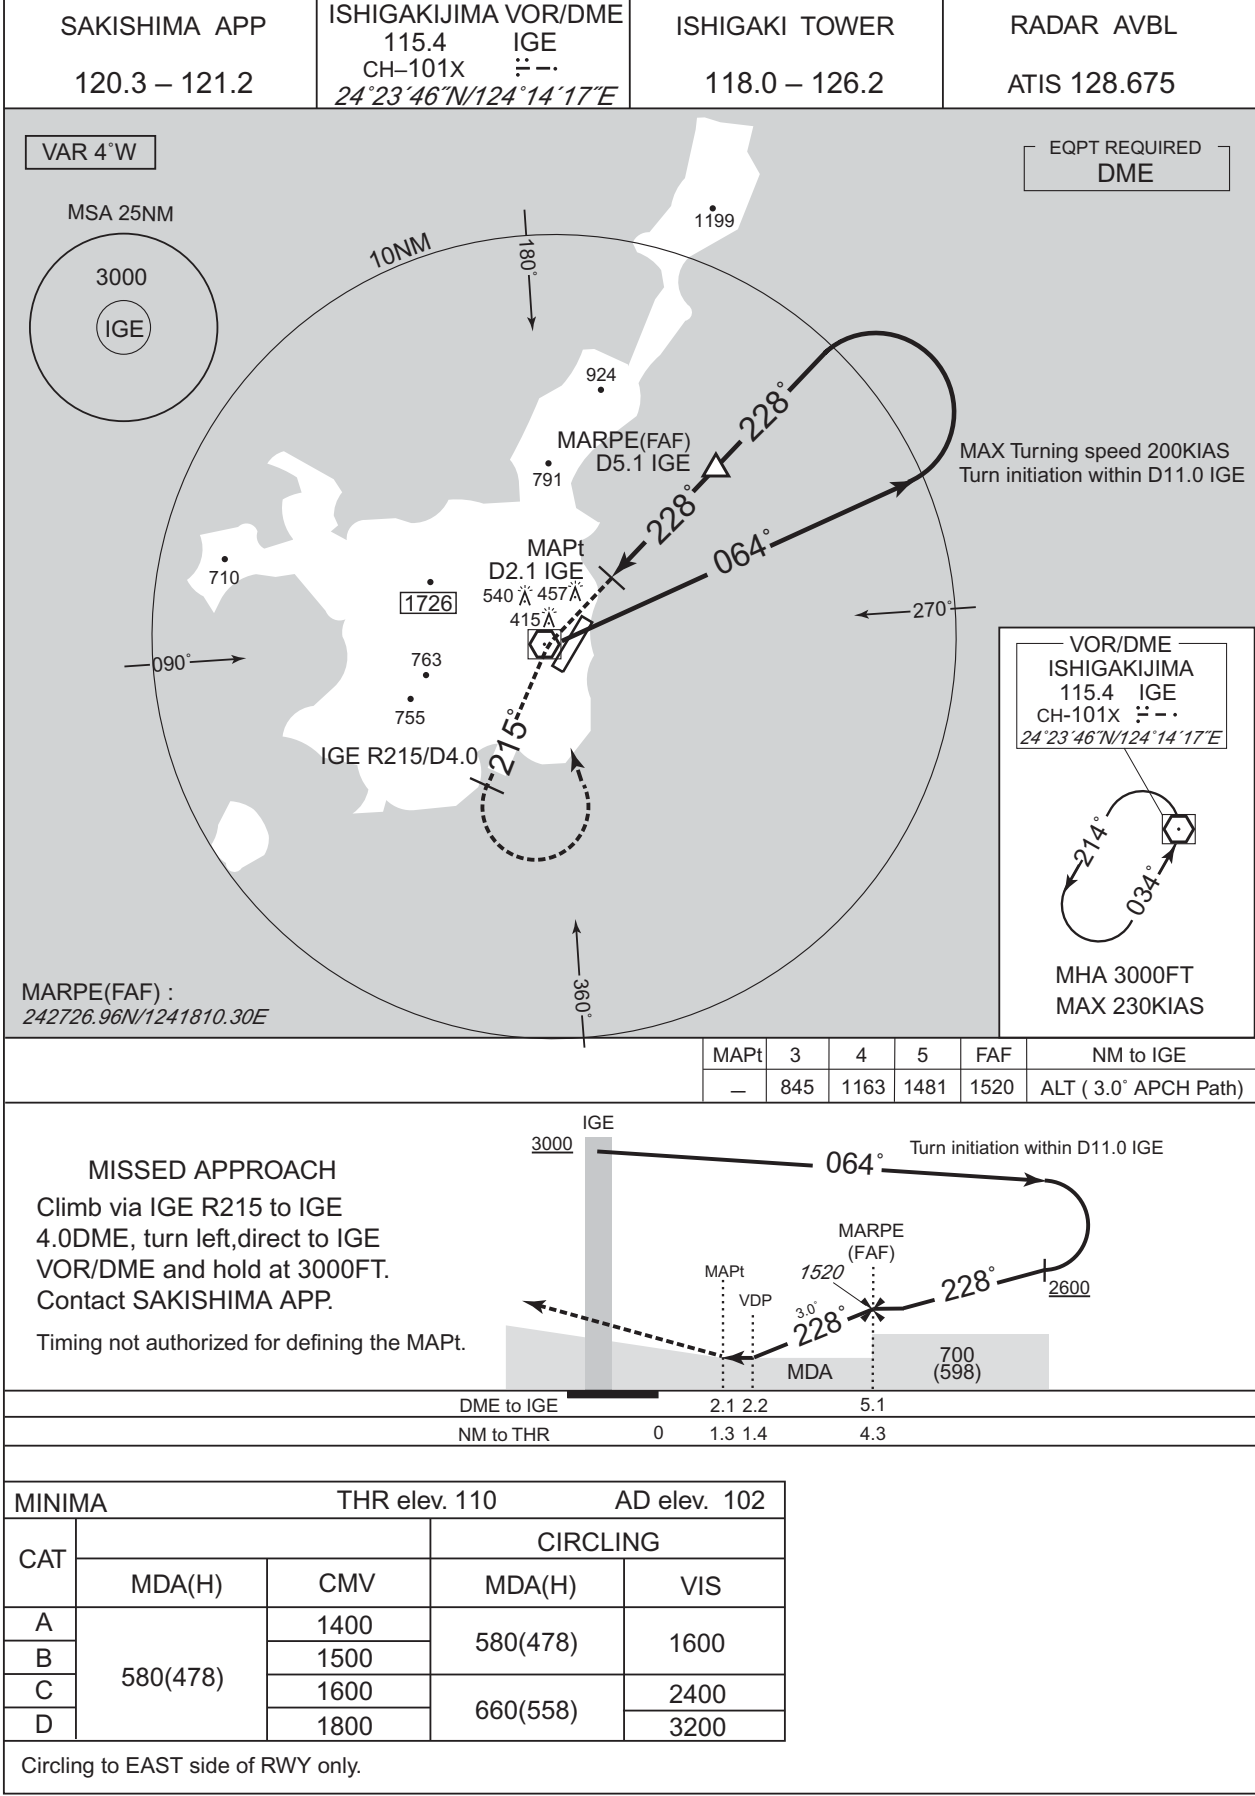 SAKISHIMA APP
120.3 – 121.2
ISHIGAKIJIMA VOR/DME
115.4 IGE
CH–101X
24˚23´46˝N/124˚14´17˝E
ISHIGAKI TOWER
118.0 – 126.2
RADAR AVBL
ATIS 128.675
VAR 4˚W
EQPT REQUIRED
DME
MSA 25NM
3000
IGE
10NM
180˚
1199
924
228˚
MARPE(FAF)
D5.1 IGE
MAX Turning speed 200KIAS
Turn initiation within D11.0 IGE
791
228˚
064˚
MAPt
D2.1 IGE
710
1726
540
457
415
270˚
090˚
763
755
215˚
IGE R215/D4.0
VOR/DME
ISHIGAKIJIMA
115.4 IGE
CH-101X
24˚23´46˝N/124˚14´17˝E
214˚
034˚
MHA 3000FT
MAX 230KIAS
360˚
MARPE(FAF) :
242726.96N/1241810.30E
MAPt 3 4 5 FAF NM to IGE
— 845 1163 1481 1520 ALT ( 3.0˚ APCH Path)
MISSED APPROACH
Climb via IGE R215 to IGE
4.0DME, turn left,direct to IGE
VOR/DME and hold at 3000FT.
Contact SAKISHIMA APP.
Timing not authorized for defining the MAPt.
IGE
3000
064˚
Turn initiation within D11.0 IGE
MARPE
(FAF)
1520
MAPt
VDP
228˚
2600
3.0˚
228˚
MDA
700
(598)
DME to IGE 2.1 2.2 5.1
NM to THR 0 1.3 1.4 4.3
MINIMA THR elev. 110 AD elev. 102
CAT
CIRCLING
MDA(H) CMV MDA(H) VIS
A 1400
B 1500
C 1600
D 1800
580(478)
580(478) 1600
660(558)
2400
3200
Circling to EAST side of RWY only.